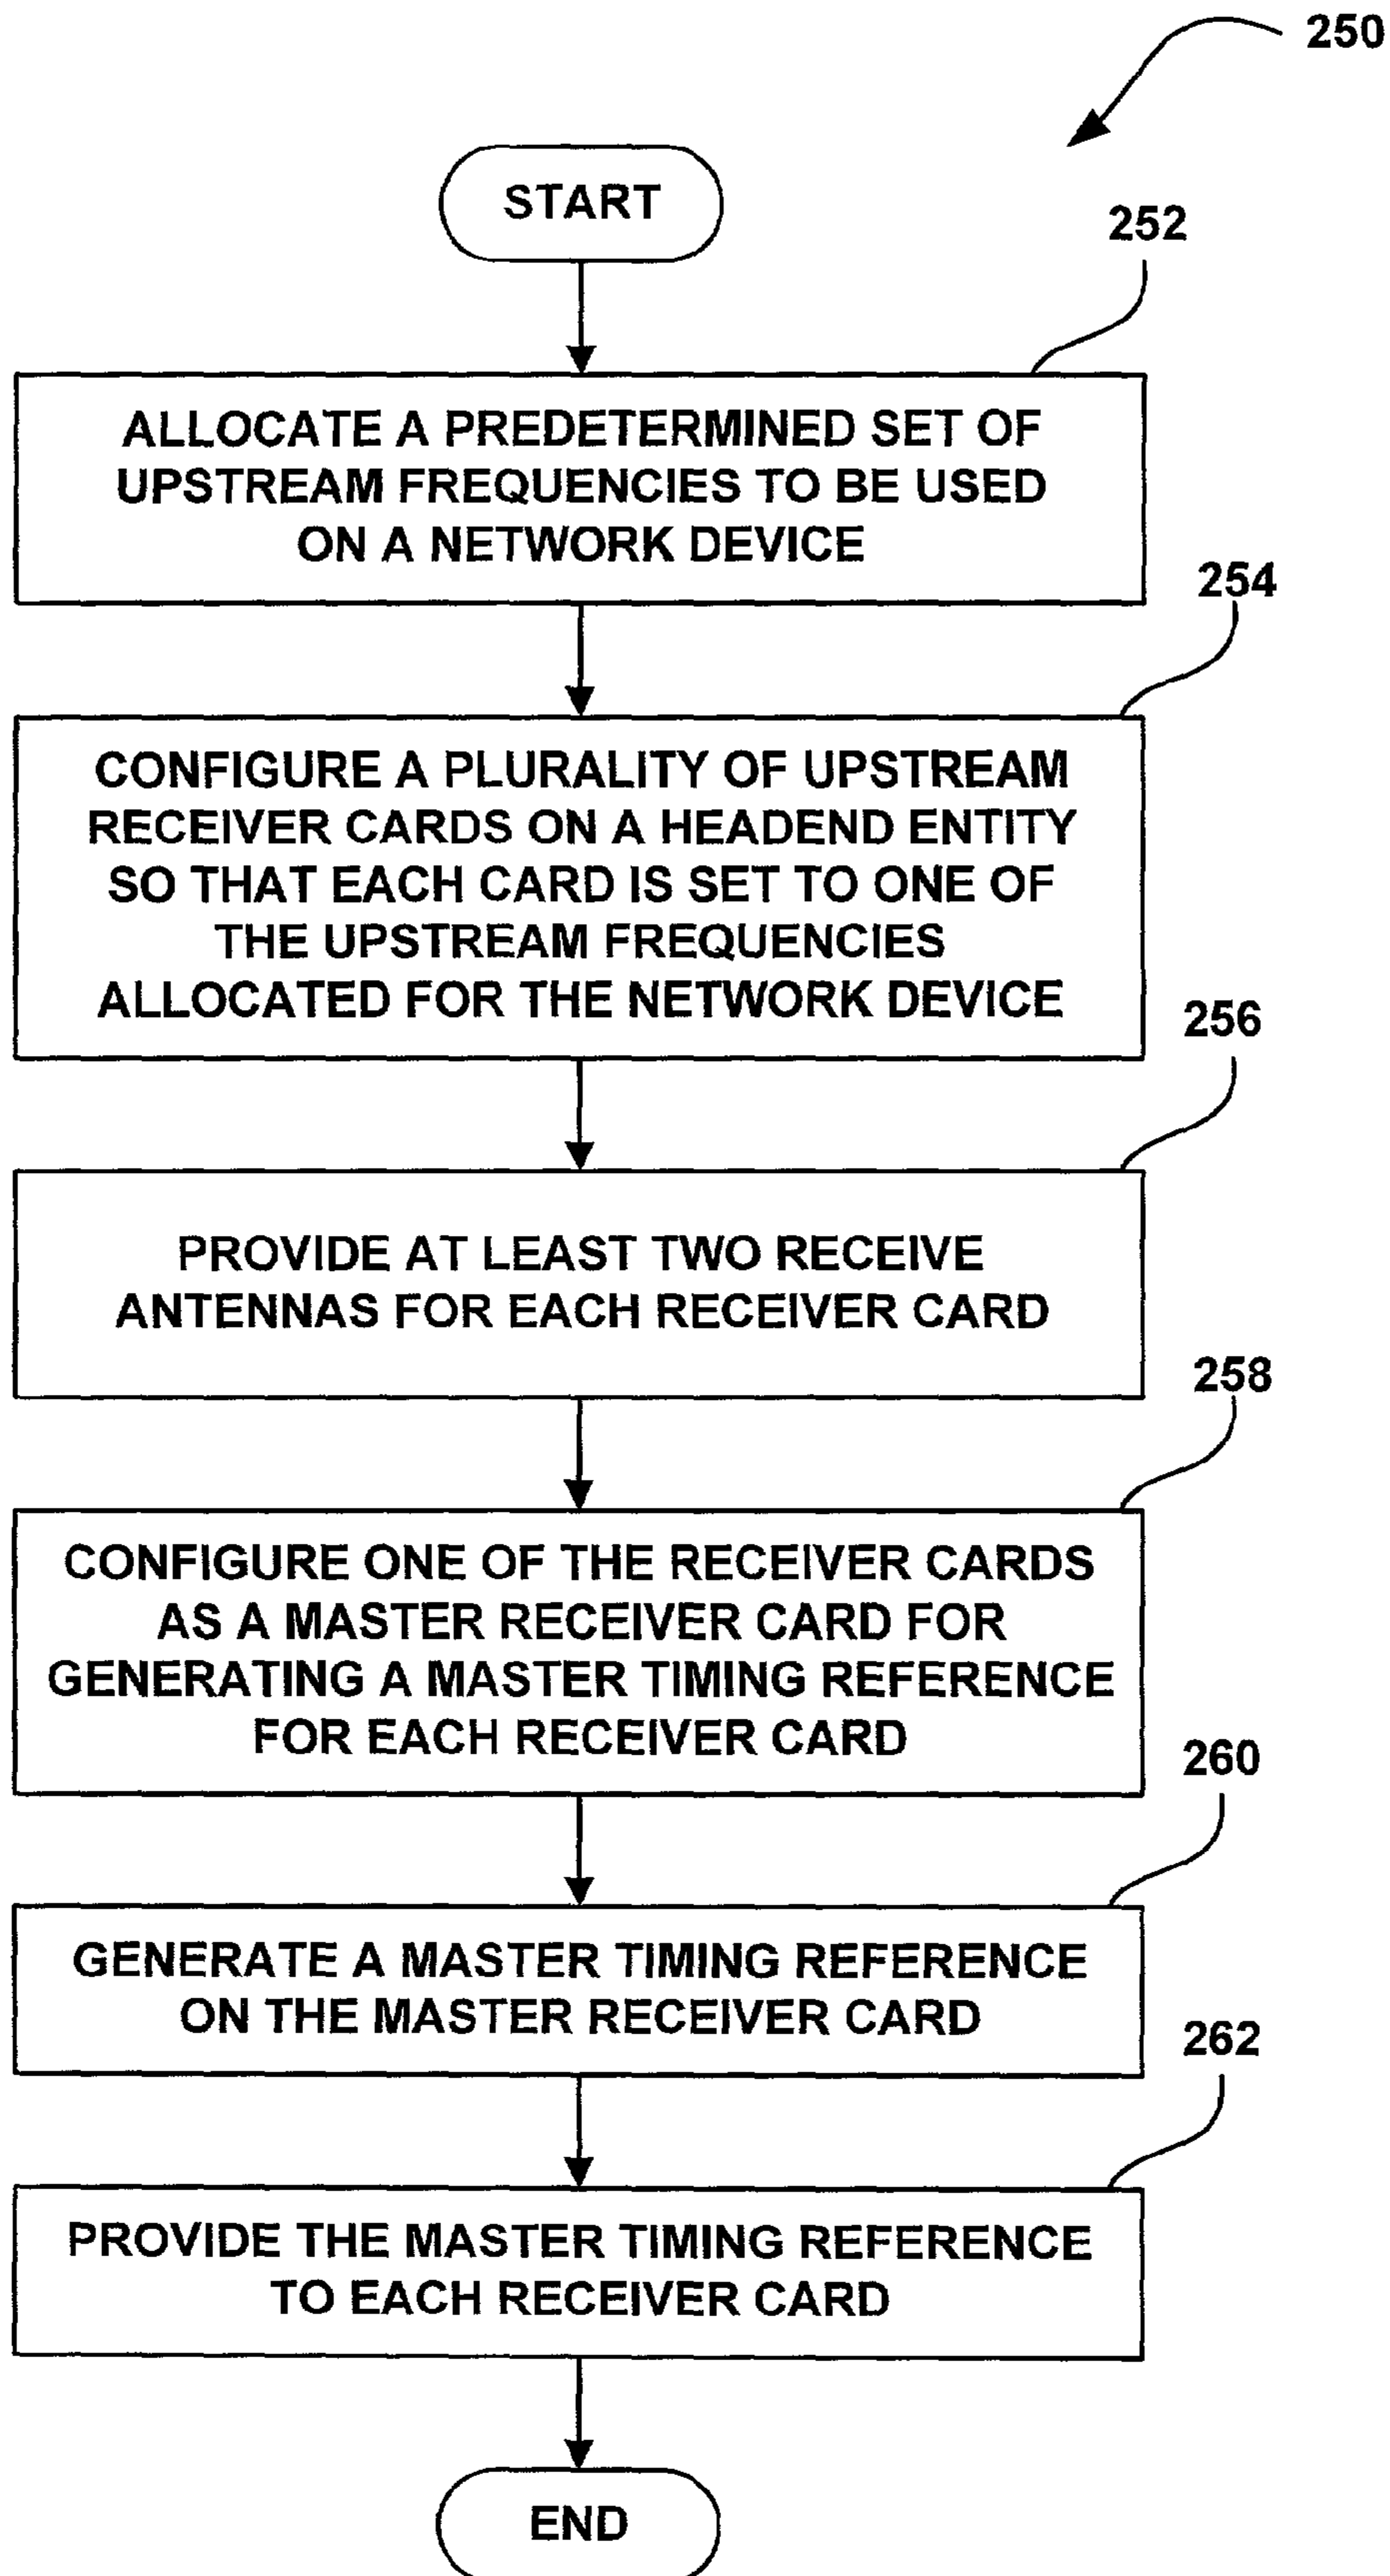 250
START
252
ALLOCATE A PREDETERMINED SET OF
UPSTREAM FREQUENCIES TO BE USED
ON A NETWORK DEVICE
254
CONFIGURE A PLURALITY OF UPSTREAM
RECEIVER CARDS ON A HEADEND ENTITY
SO THAT EACH CARD IS SET TO ONE OF
THE UPSTREAM FREQUENCIES
ALLOCATED FOR THE NETWORK DEVICE
256
PROVIDE AT LEAST TWO RECEIVE
ANTENNAS FOR EACH RECEIVER CARD
258
CONFIGURE ONE OF THE RECEIVER CARDS
AS A MASTER RECEIVER CARD FOR
GENERATING A MASTER TIMING REFERENCE
FOR EACH RECEIVER CARD
260
GENERATE A MASTER TIMING REFERENCE
ON THE MASTER RECEIVER CARD
262
PROVIDE THE MASTER TIMING REFERENCE
TO EACH RECEIVER CARD
END